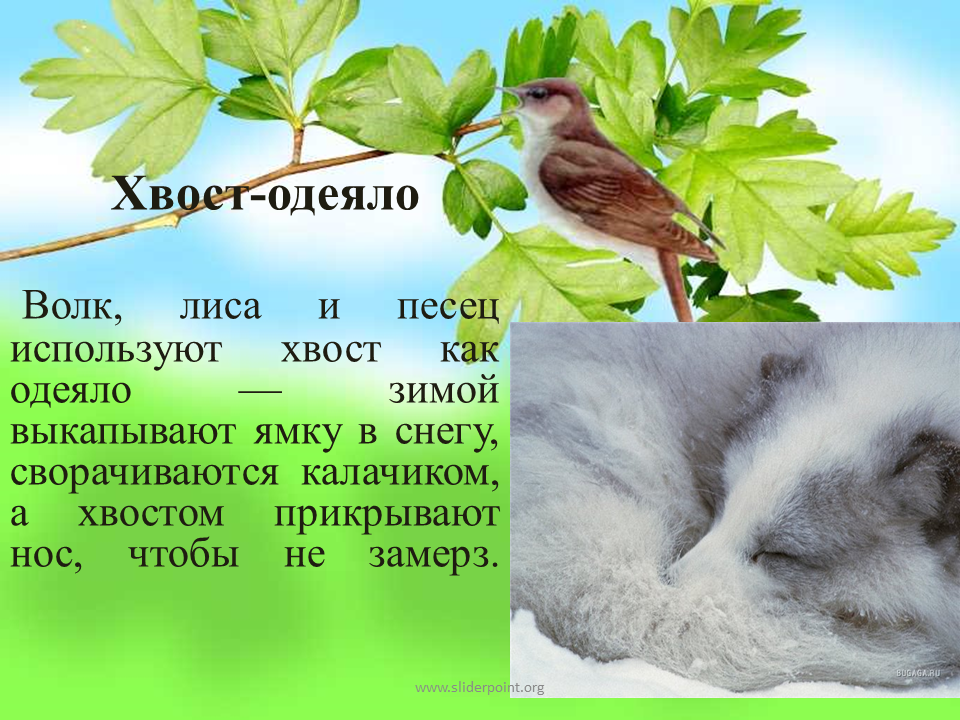 Хвост-одеяло
Волк, лиса и песец
используют хвост как
одеяло — зимой
выкапывают ямку в снегу,
сворачиваются калачиком,
а хвостом прикрывают
нос, чтобы не замерз.
BUGAGA.RU
www.sliderpoint.org